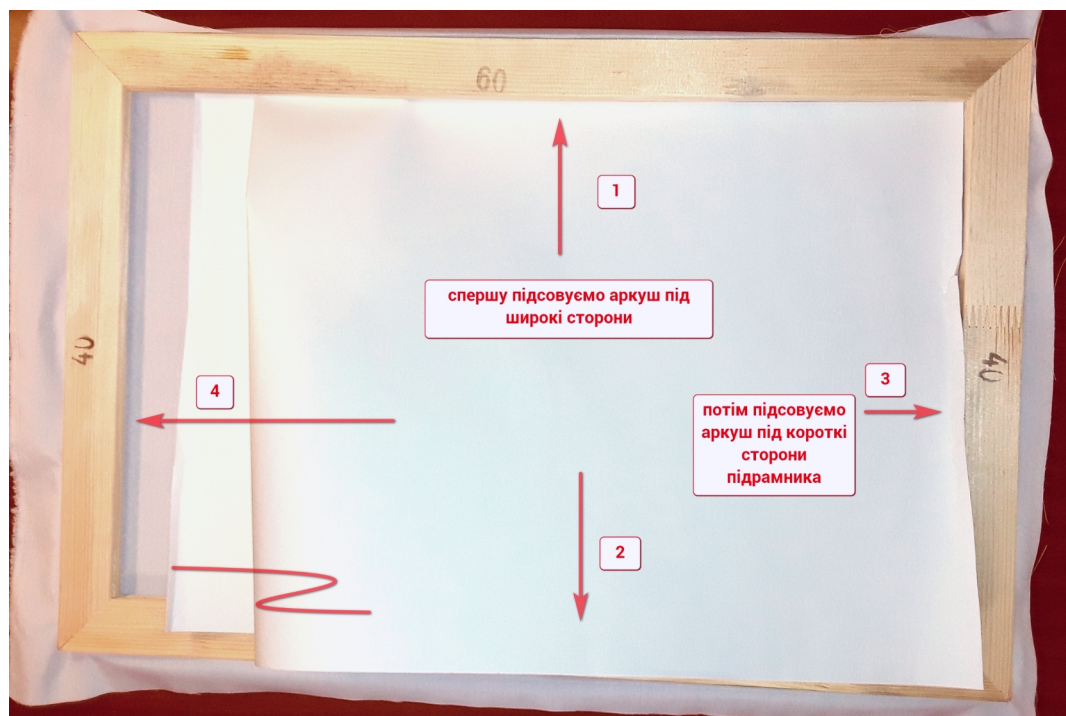 60
1
спершу підсовуємо аркуш під
широкі сторони
40
4
3
40
потім підсовуємо
аркуш під короткі
сторони
підрамника
2